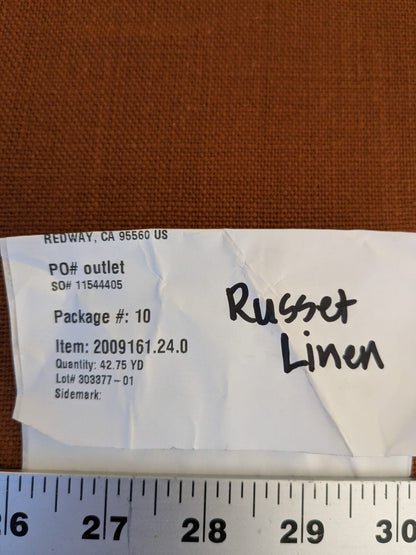 REDWAY, CA 95560 US
PO# outlet
SO# 11544405
Package #: 10
Item: 2009161.24.0
Quantity: 42.75 YD
Lot# 303377-01
Sidemark:
Russet
Linen
26 27 28 29 30